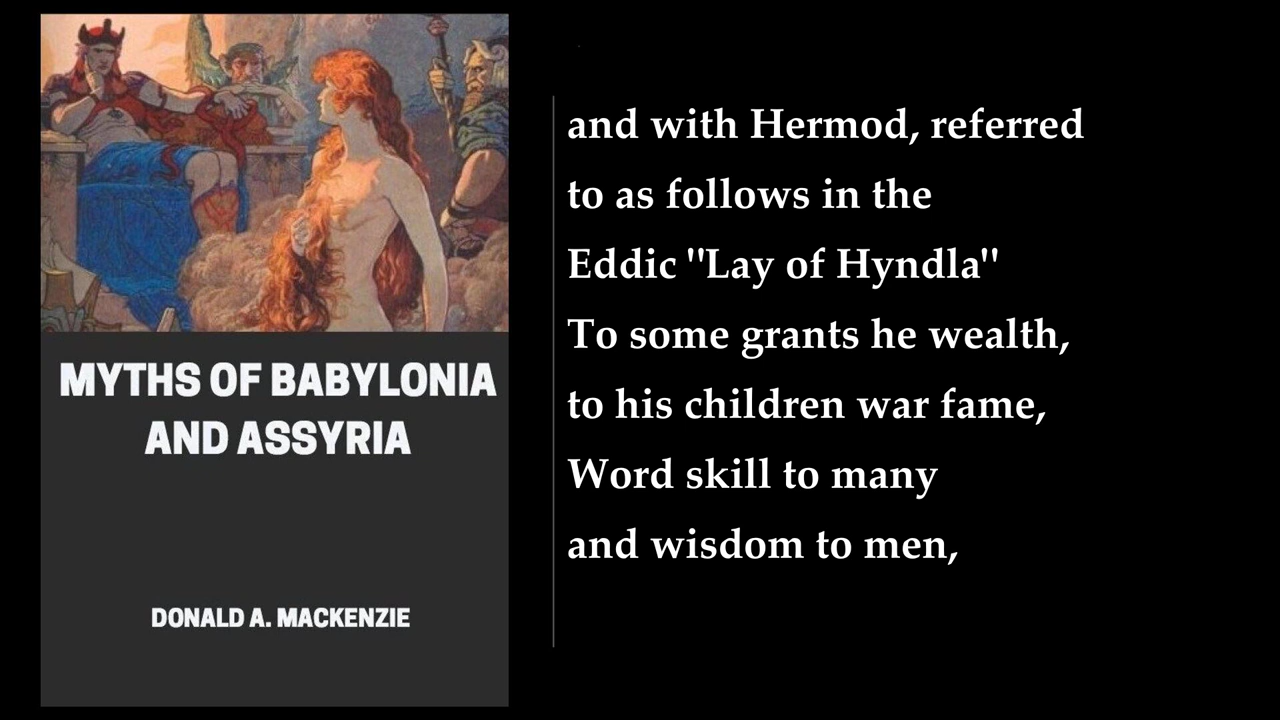 MYTHS OF BABYLONIA
AND ASSYRIA
DONALD A. MACKENZIE
and with Hermod, referred
to as follows in the
Eddic "Lay of Hyndla"
To some grants he wealth,
to his children war fame,
Word skill to many
and wisdom to men,